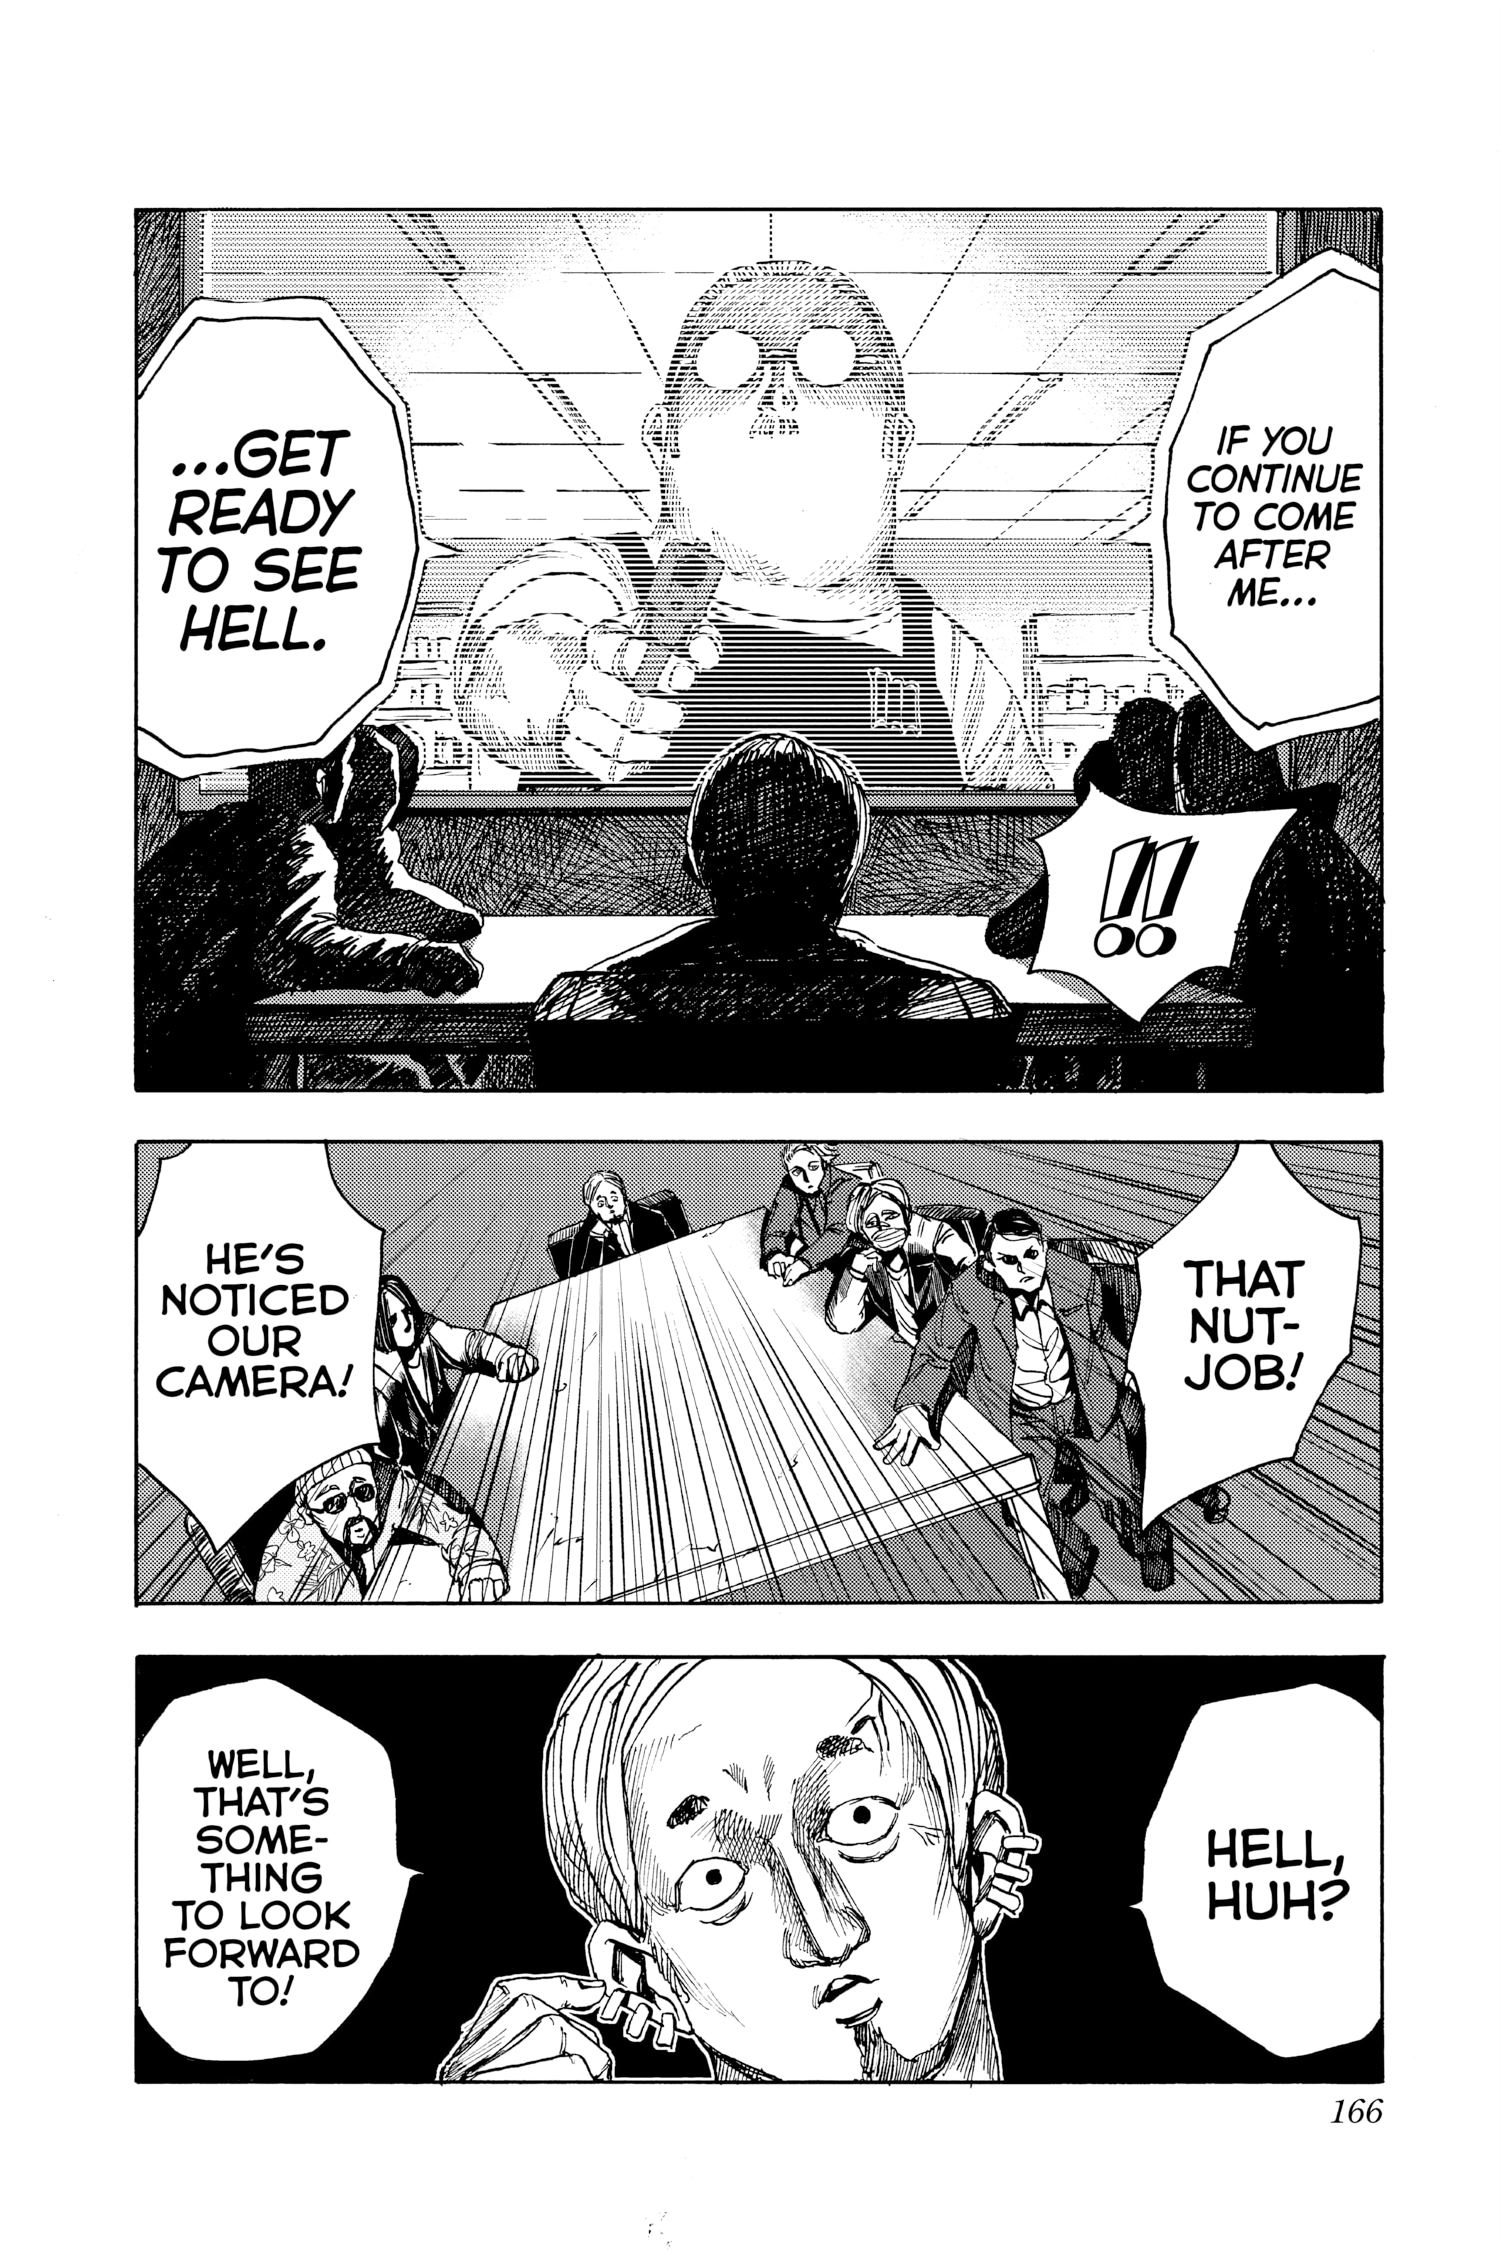 IF YOU
CONTINUE
TO COME
AFTER
ME...
...GET
READY
TO SEE
HELL.
!!
THAT
NUT-
JOB!
HE'S
NOTICED
OUR
CAMERA!
HELL,
HUH?
WELL,
THAT'S
SOME-
THING
TO LOOK
FORWARD
TO!
166